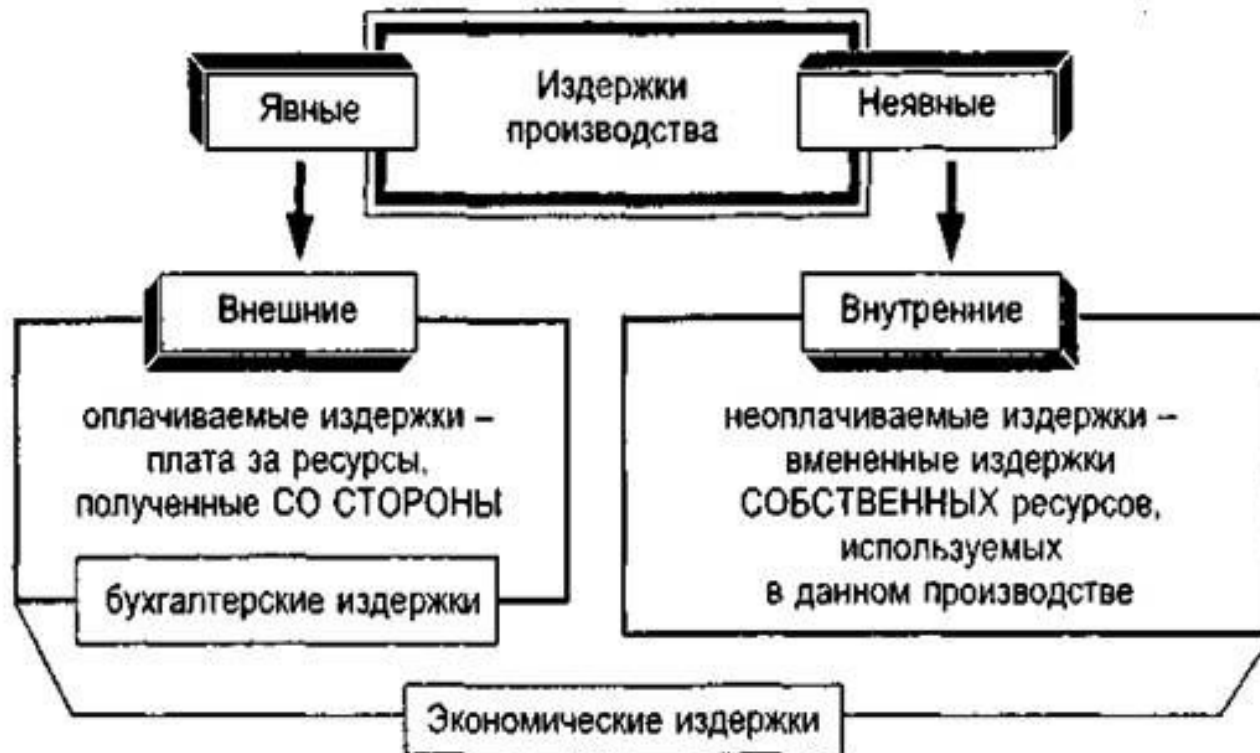 Явные
Издержки
производства
Неявные
Внешние
оплачиваемые издержки –
плата за ресурсы,
полученные СО СТОРОНЫ
бухгалтерские издержки
Внутренние
неоплачиваемые издержки –
вмененные издержки
СОБСТВЕННЫХ ресурсов,
используемых
в данном производстве
Экономические издержки